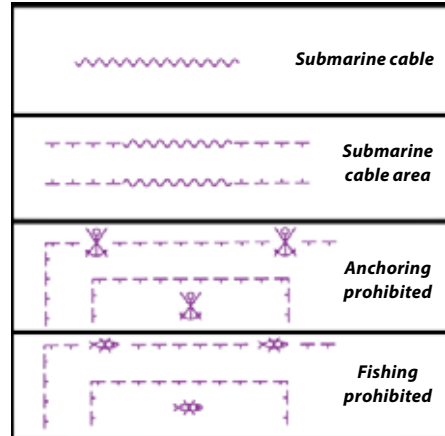 Submarine cable
Submarine
cable area
Anchoring
prohibited
Fishing
prohibited